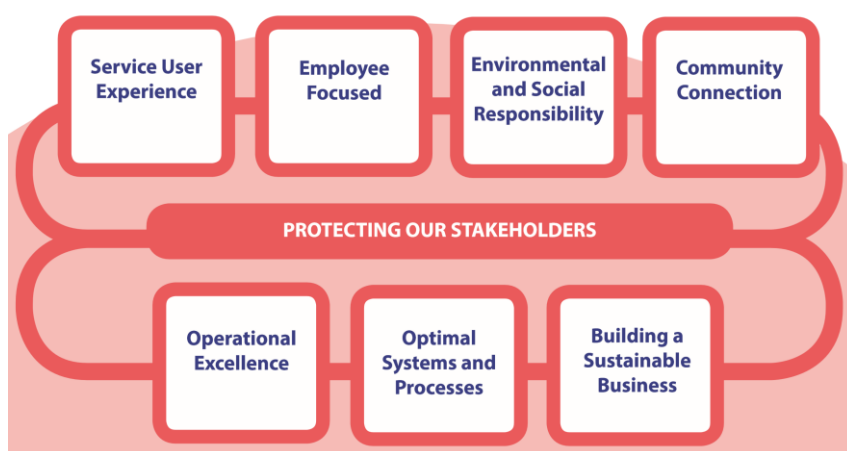 Service User
Experience
Employee
Focused
Environmental
and Social
Responsibility
Community
Connection
PROTECTING OUR STAKEHOLDERS
Operational
Excellence
Optimal
Systems and
Processes
Building a
Sustainable
Business